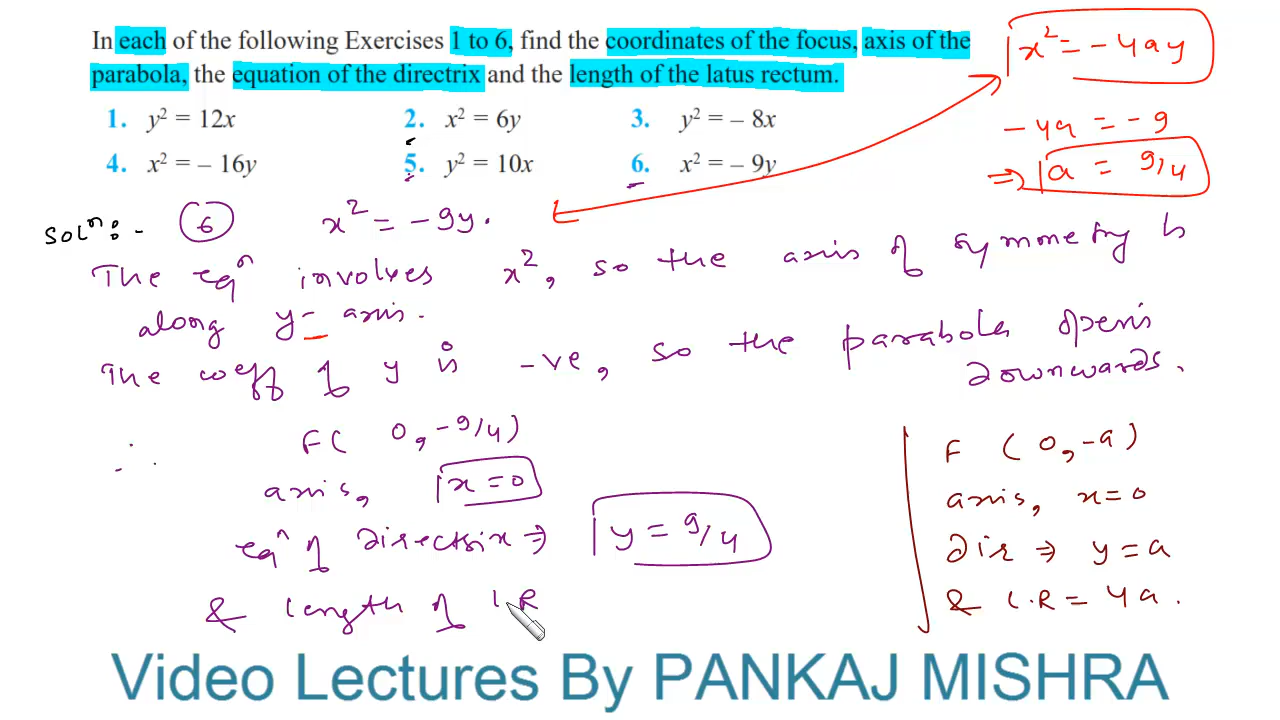 In each of the following Exercises 1 to 6, find the coordinates of the focus, axis of the
parabola, the equation of the directrix and the length of the latus rectum.
1. y² = 12x 2. x² = 6y 3. y² = – 8x
4. x² = – 16y 5. y² = 10x 6. x² = – 9y
x² = -4ay
-4a = -9
⇒ a = 9/4
Solⁿ:- 6 x² = -9y.
The eqⁿ involves x², so the axis of symmetry is
along y- axis.
The coeff of y is -ve, so the parabola opens
downwards.
∴ F( 0, -9/4)
axis, x=0
eqⁿ of directrix ⇒ y = 9/4
& length of L.R
F (0, -a)
axis, x=0
dir ⇒ y=a
& L.R = 4a.
Video Lectures By PANKAJ MISHRA